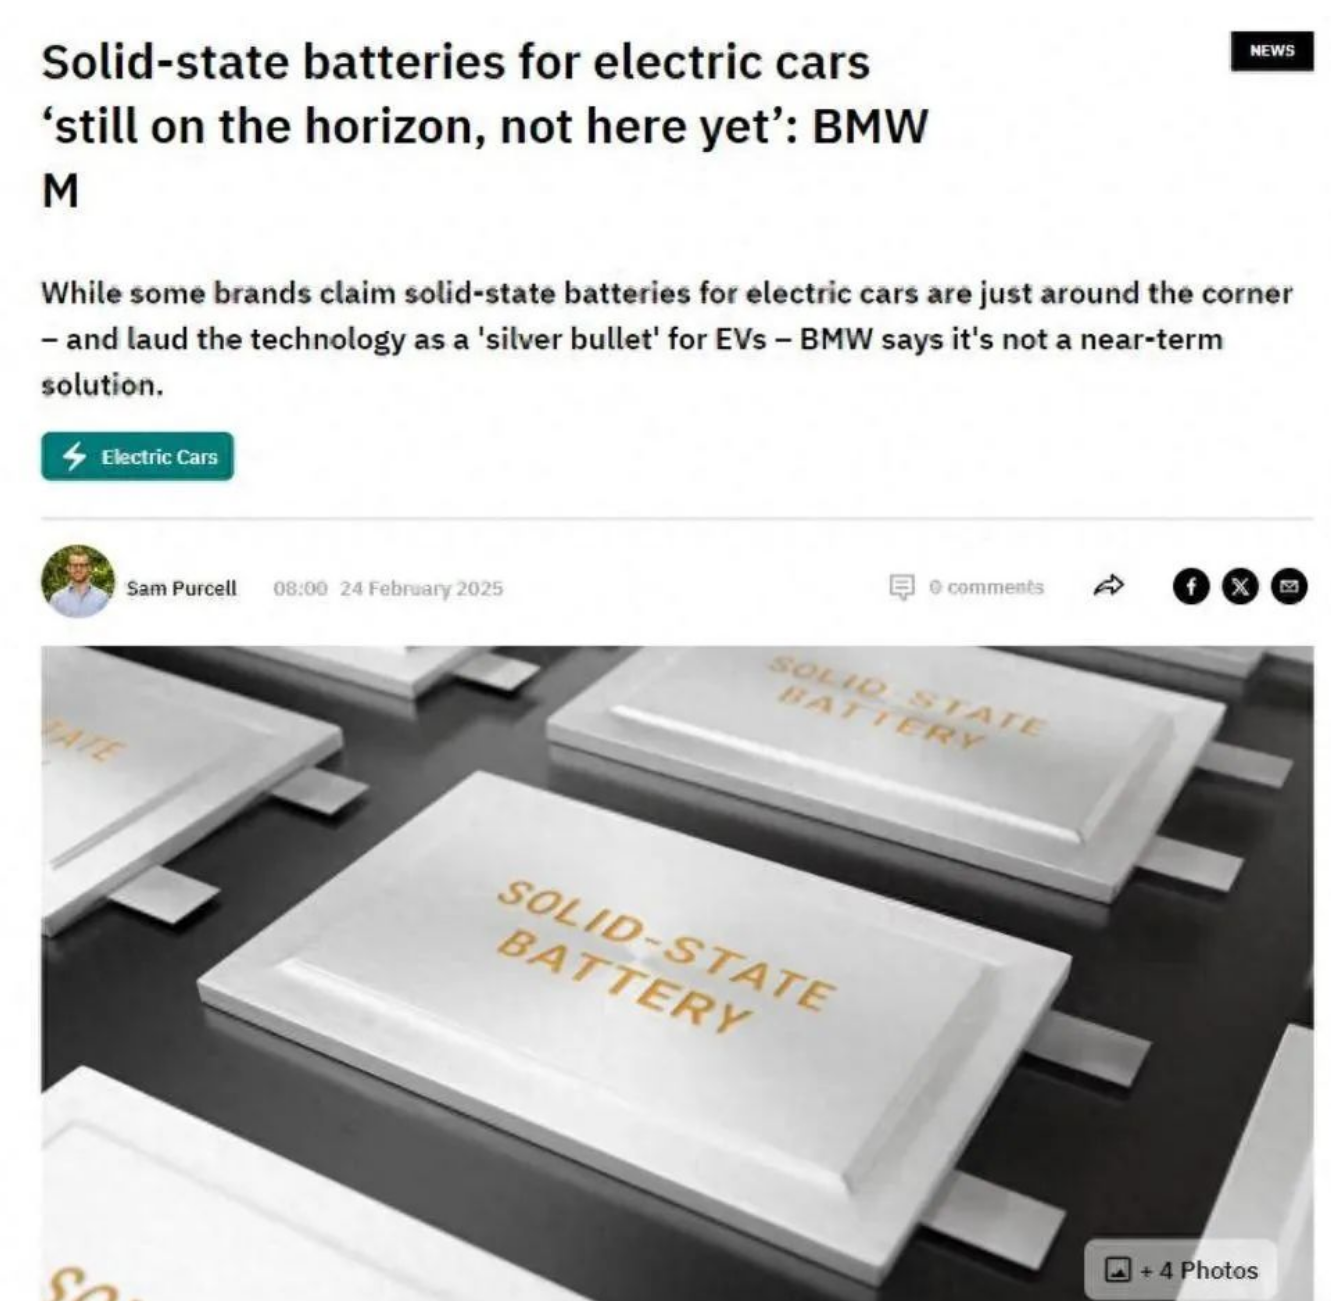 Solid-state batteries for electric cars
‘still on the horizon, not here yet’: BMW
M
NEWS
While some brands claim solid-state batteries for electric cars are just around the corner
– and laud the technology as a 'silver bullet' for EVs – BMW says it's not a near-term
solution.
Electric Cars
Sam Purcell 08:00 24 February 2025
0 comments
SOLID STATE
BATTERY
TATE
SOLID-STATE
BATTERY
SO
+ 4 Photos